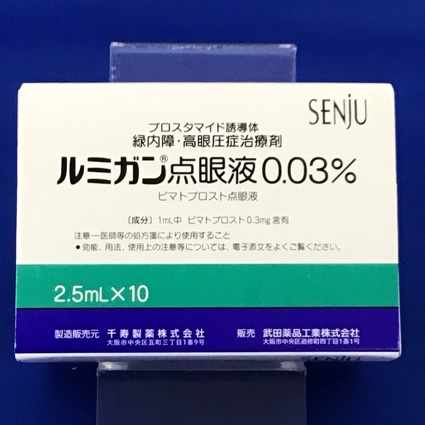 SENJU
プロスタマイド誘導体
緑内障・高眼圧症治療剤
ルミガン®点眼液0.03%
ビマトプロスト点眼液
〔成分〕 1mL中 ビマトプロスト0.3mg含有
注意−医師等の処方箋により使用すること
●効能、用法、使用上の注意等については、電子添文をよくご覧ください。
2.5mL×10
製造販売元 千寿製薬株式会社
大阪市中央区瓦町三丁目1番9号
販売 武田薬品工業株式会社
大阪市中央区道修町四丁目1番1号